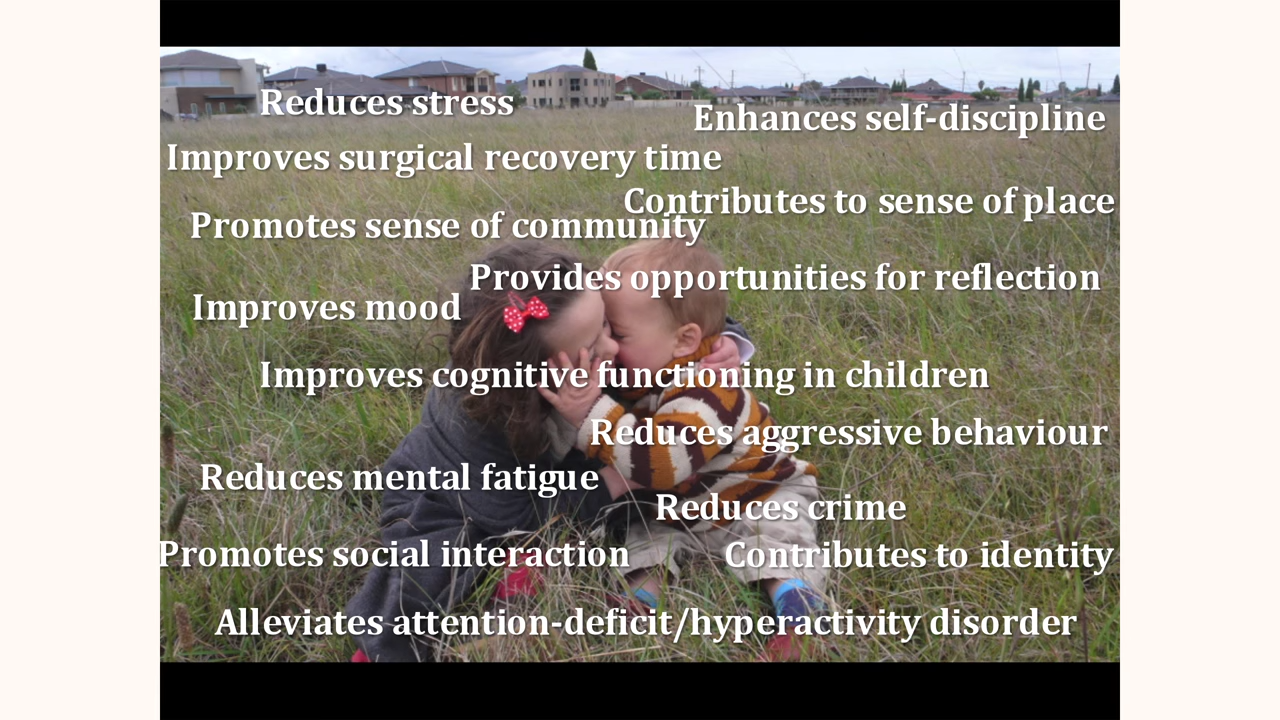 Reduces stress
Enhances self-discipline
Improves surgical recovery time
Contributes to sense of place
Promotes sense of community
Provides opportunities for reflection
Improves mood
Improves cognitive functioning in children
Reduces aggressive behaviour
Reduces mental fatigue
Reduces crime
Promotes social interaction
Contributes to identity
Alleviates attention-deficit/hyperactivity disorder